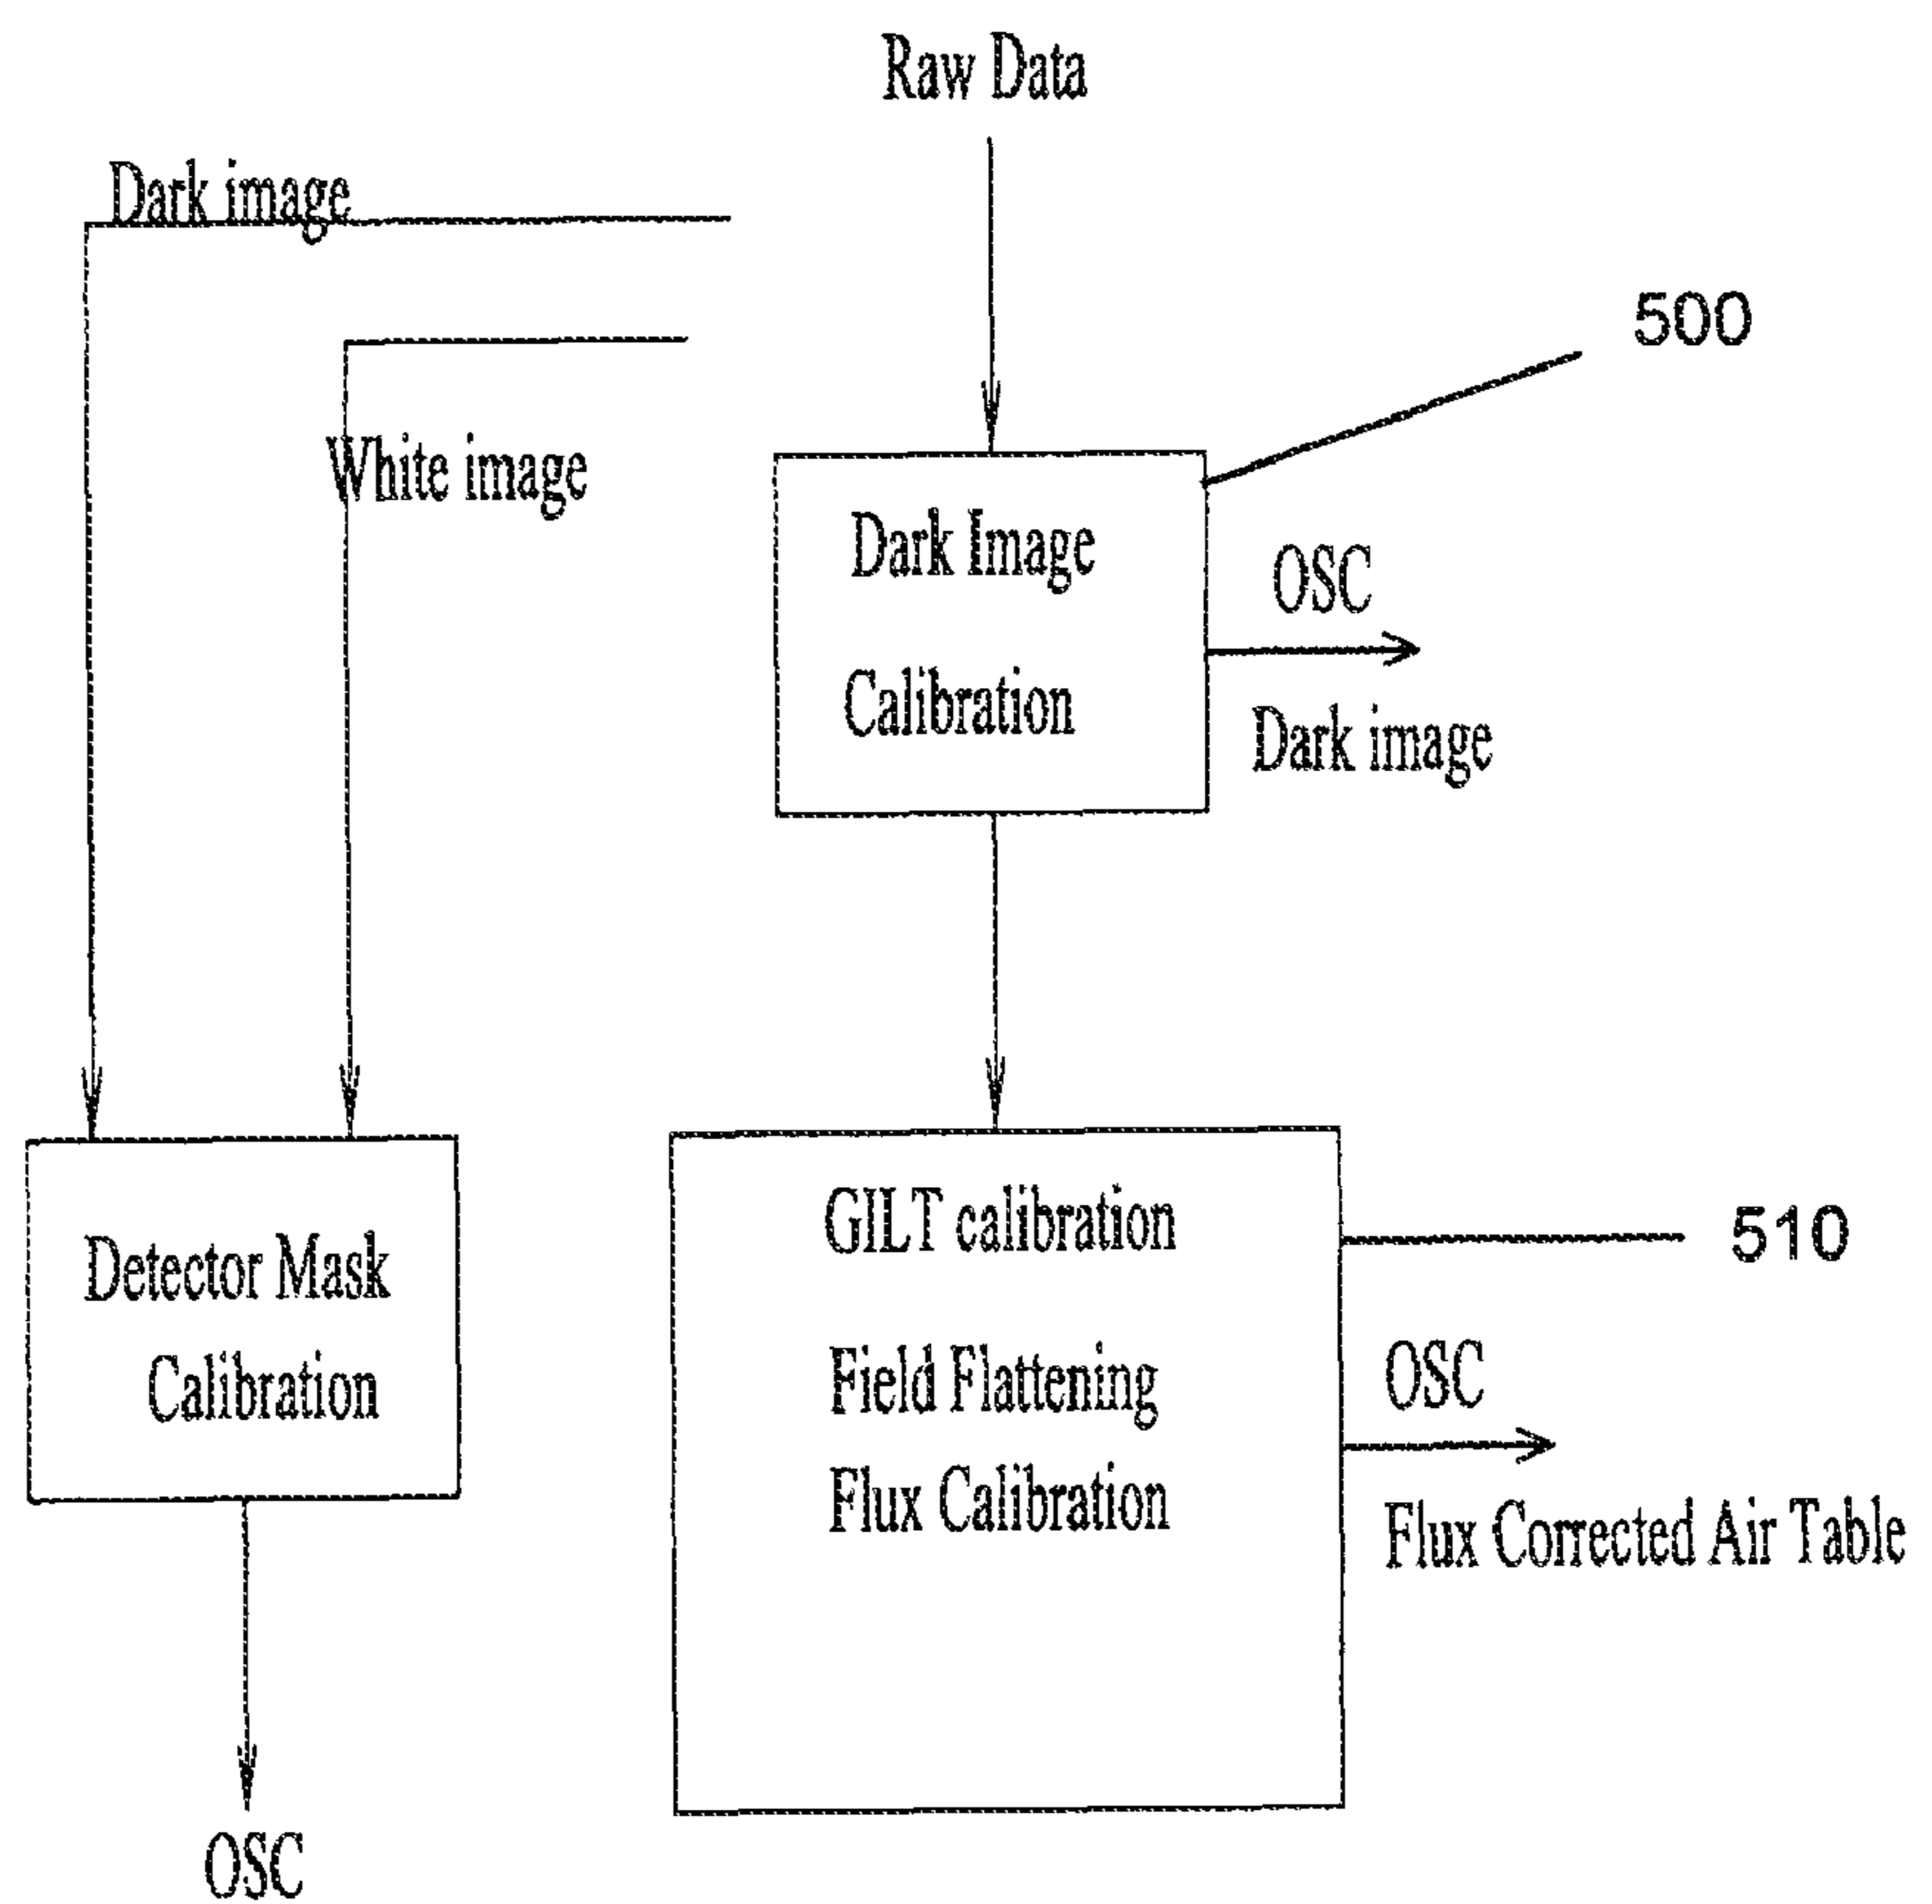 Raw Data
Dark image
500
White image
Dark Image
Calibration
OSC
Dark image
GILT calibration
Field Flattening
Flux Calibration
510
OSC
Flux Corrected Air Table
Detector Mask
Calibration
OSC